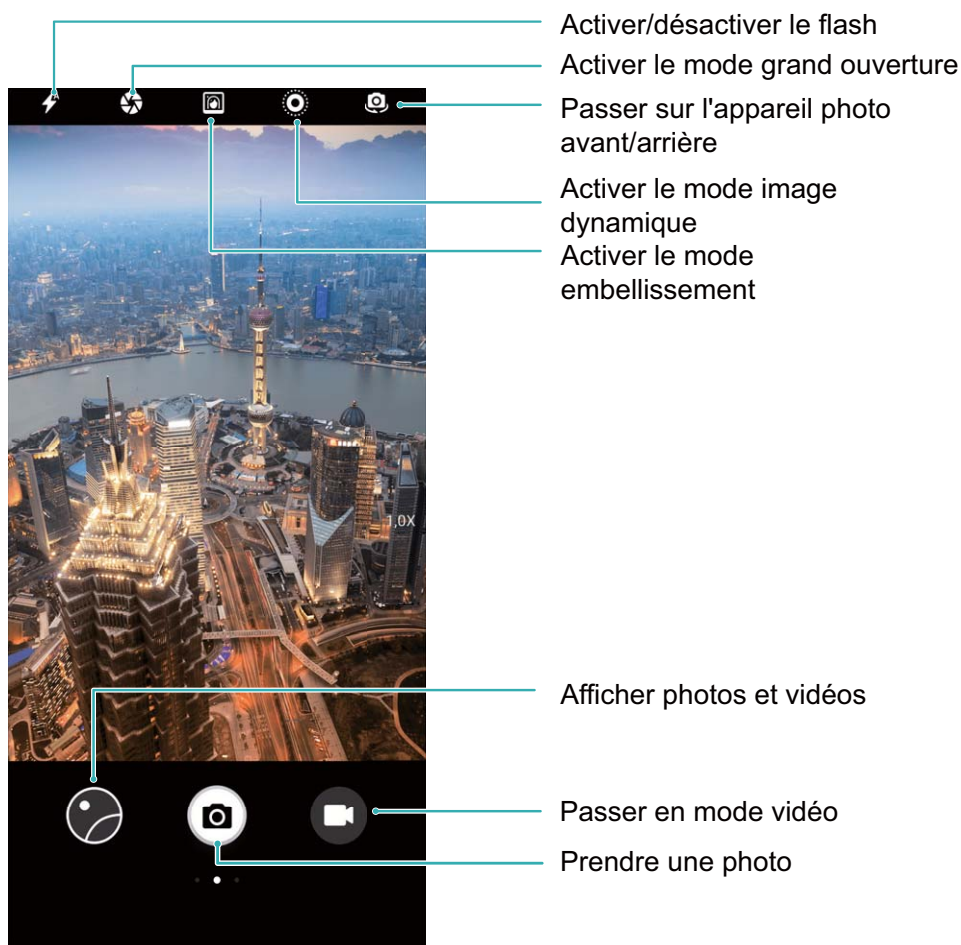 Activer/désactiver le flash
Activer le mode grand ouverture
Passer sur l'appareil photo
avant/arrière
Activer le mode image
dynamique
Activer le mode
embellissement
1,0X
Afficher photos et vidéos
Passer en mode vidéo
Prendre une photo